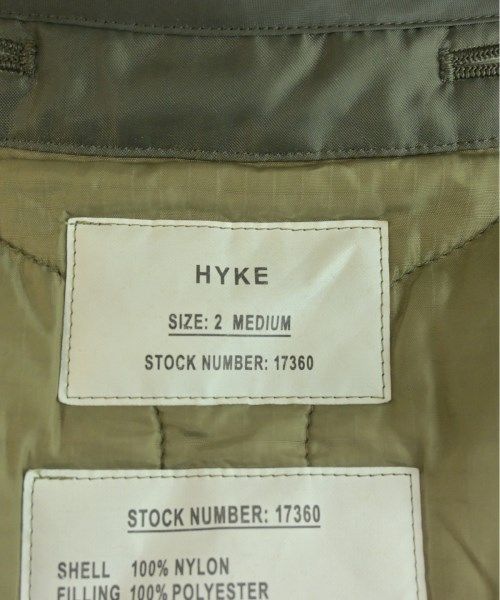 HYKE
SIZE: 2 MEDIUM
STOCK NUMBER: 17360
STOCK NUMBER: 17360
SHELL 100% NYLON
FILLING 100% POLYESTER